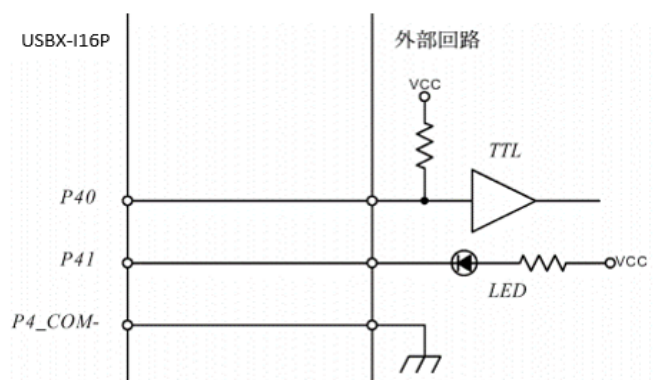 USBX-I16P
外部回路
VCC
TTL
P40
P41
VCC
LED
P4_COM-